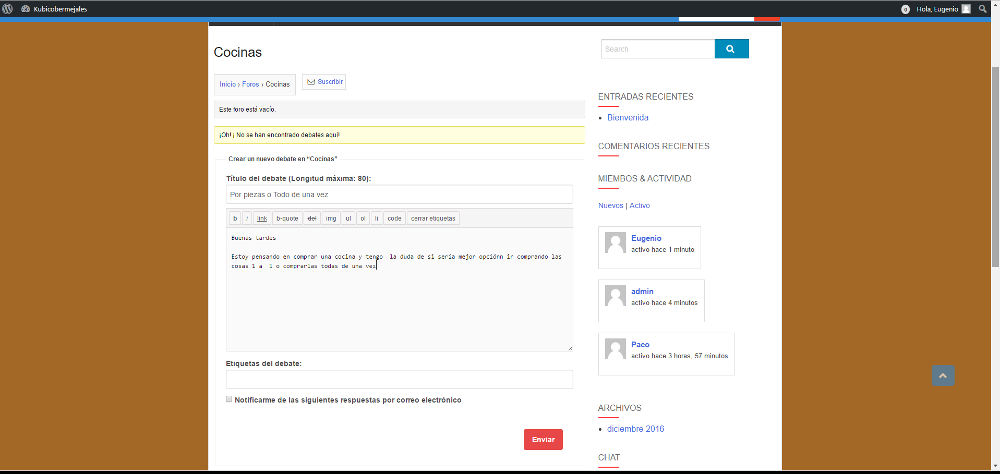 Kubicobermejales
0 Hola, Eugenio
Cocinas
Inicio › Foros › Cocinas
Suscribir
Este foro está vacío.
¡Oh! ¡ No se han encontrado debates aquí!
Crear un nuevo debate en “Cocinas”
Título del debate (Longitud máxima: 80):
Por piezas o Todo de una vez
b i link b-quote del img ul ol li code cerrar etiquetas
Buenas tardes
Estoy pensando en comprar una cocina y tengo  la duda de si sería mejor opciónn ir comprando las
cosas 1 a  1 o comprarlas todas de una vez
Etiquetas del debate:
Notificarme de las siguientes respuestas por correo electrónico
Enviar
Search
ENTRADAS RECIENTES
Bienvenida
COMENTARIOS RECIENTES
MIEMBOS & ACTIVIDAD
Nuevos | Activo
Eugenio
activo hace 1 minuto
admin
activo hace 4 minutos
Paco
activo hace 3 horas, 57 minutos
ARCHIVOS
diciembre 2016
CHAT